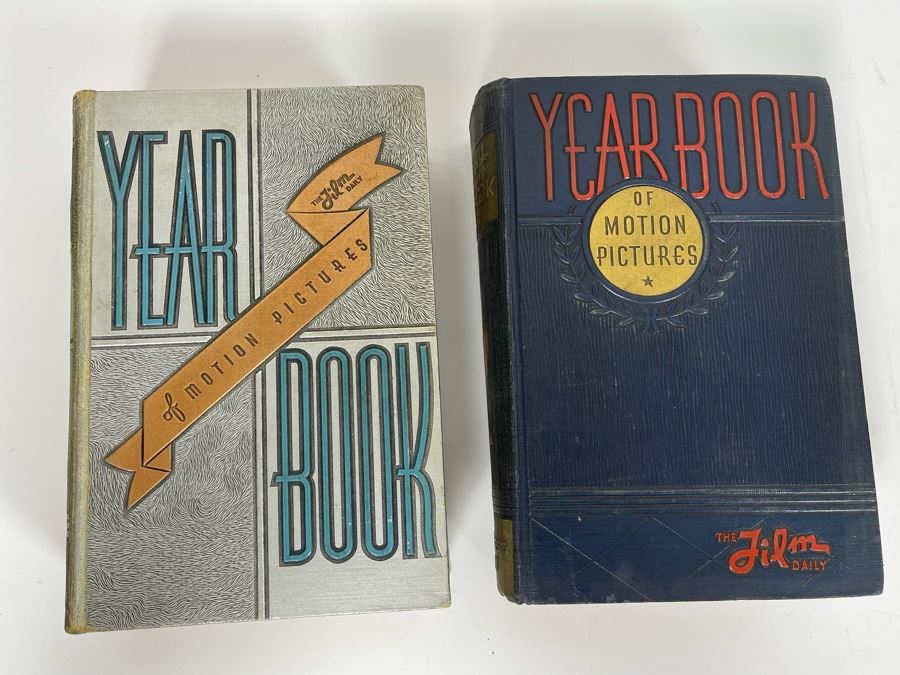 YEAR
THE Film DAILY
of MOTION PICTURES
BOOK
YEAR BOOK
OF
MOTION
PICTURES
THE Film DAILY